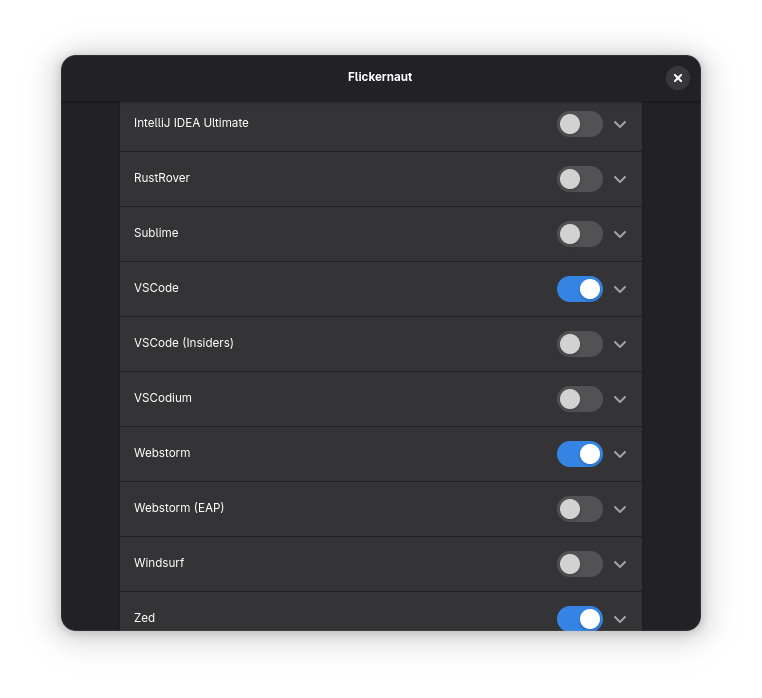 Flickernaut
IntelliJ IDEA Ultimate
RustRover
Sublime
VSCode
VSCode (Insiders)
VSCodium
Webstorm
Webstorm (EAP)
Windsurf
Zed